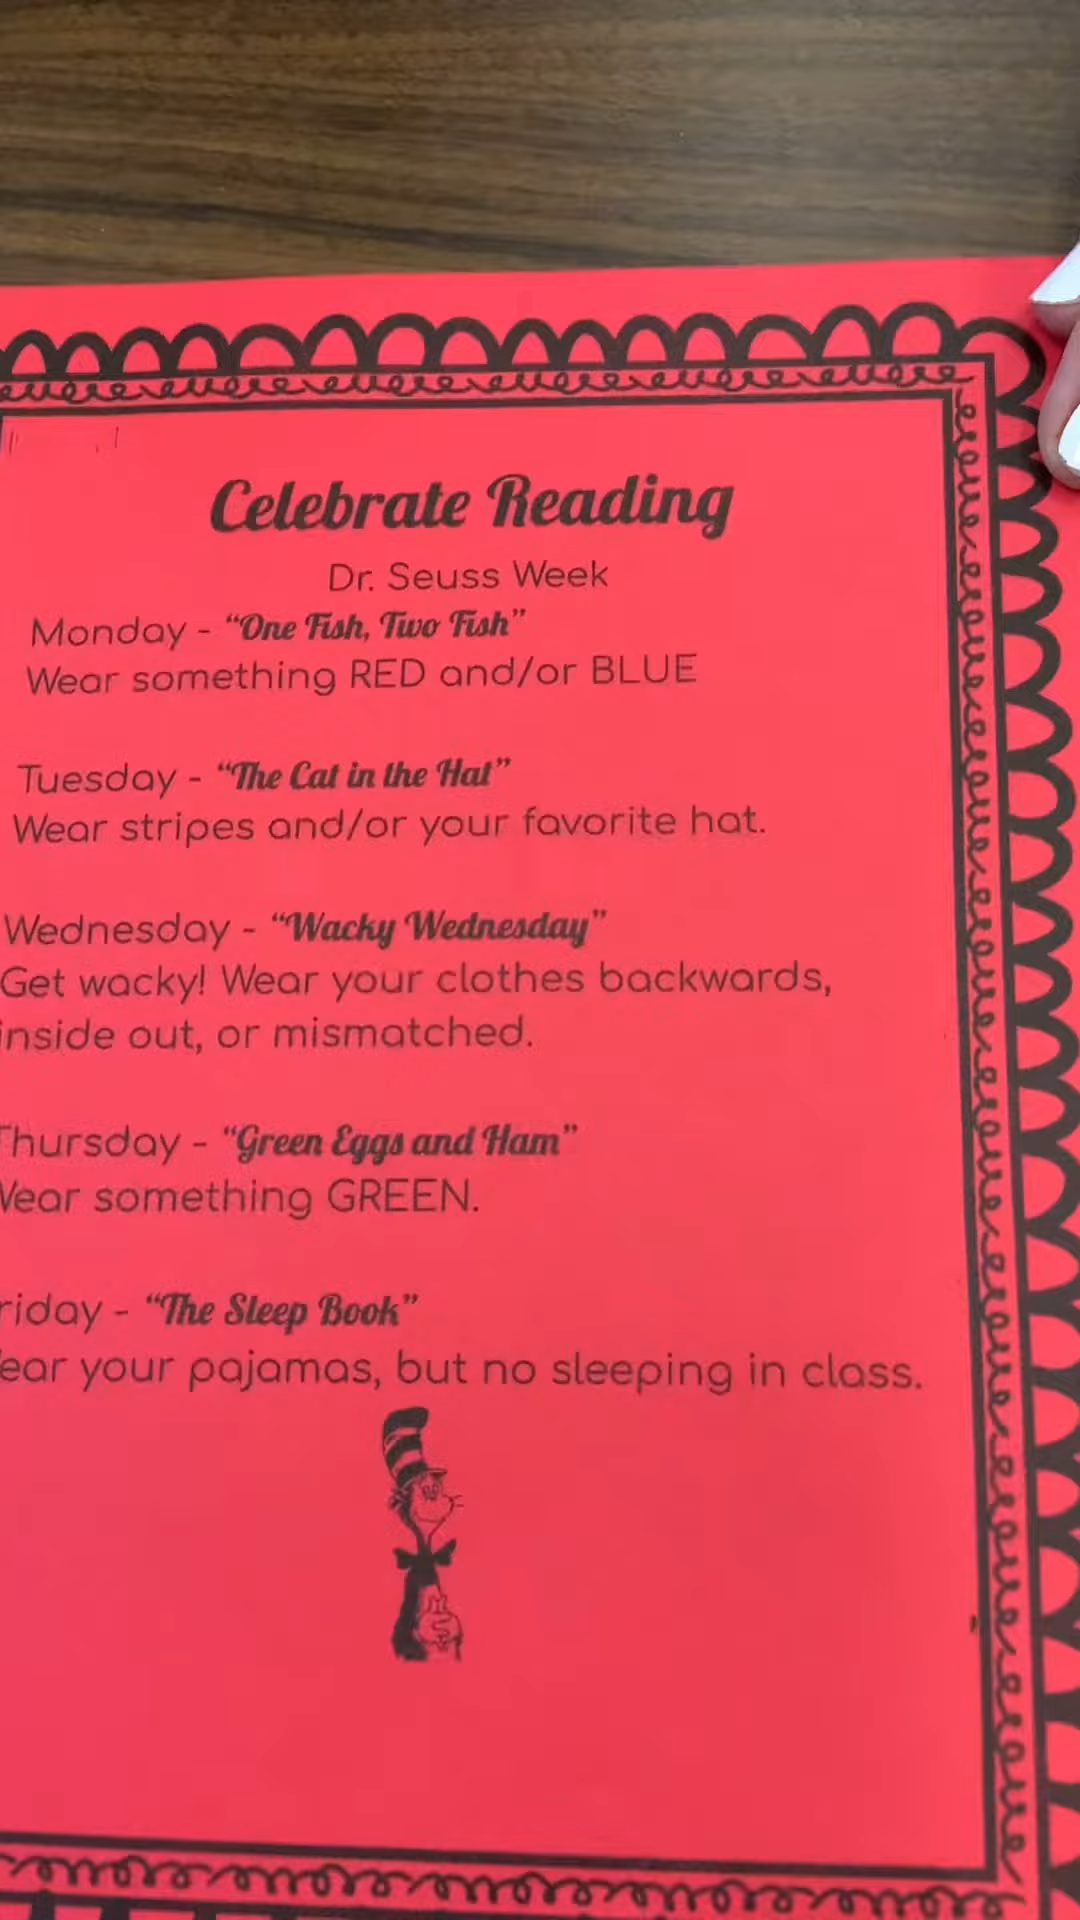 Celebrate Reading
Dr. Seuss Week
Monday - "One Fish, Two Fish"
Wear something RED and/or BLUE
Tuesday - "The Cat in the Hat"
Wear stripes and/or your favorite hat.
Wednesday - "Wacky Wednesday"
Get wacky! Wear your clothes backwards,
inside out, or mismatched.
Thursday - "Green Eggs and Ham"
Wear something GREEN.
riday - "The Sleep Book"
ear your pajamas, but no sleeping in class.